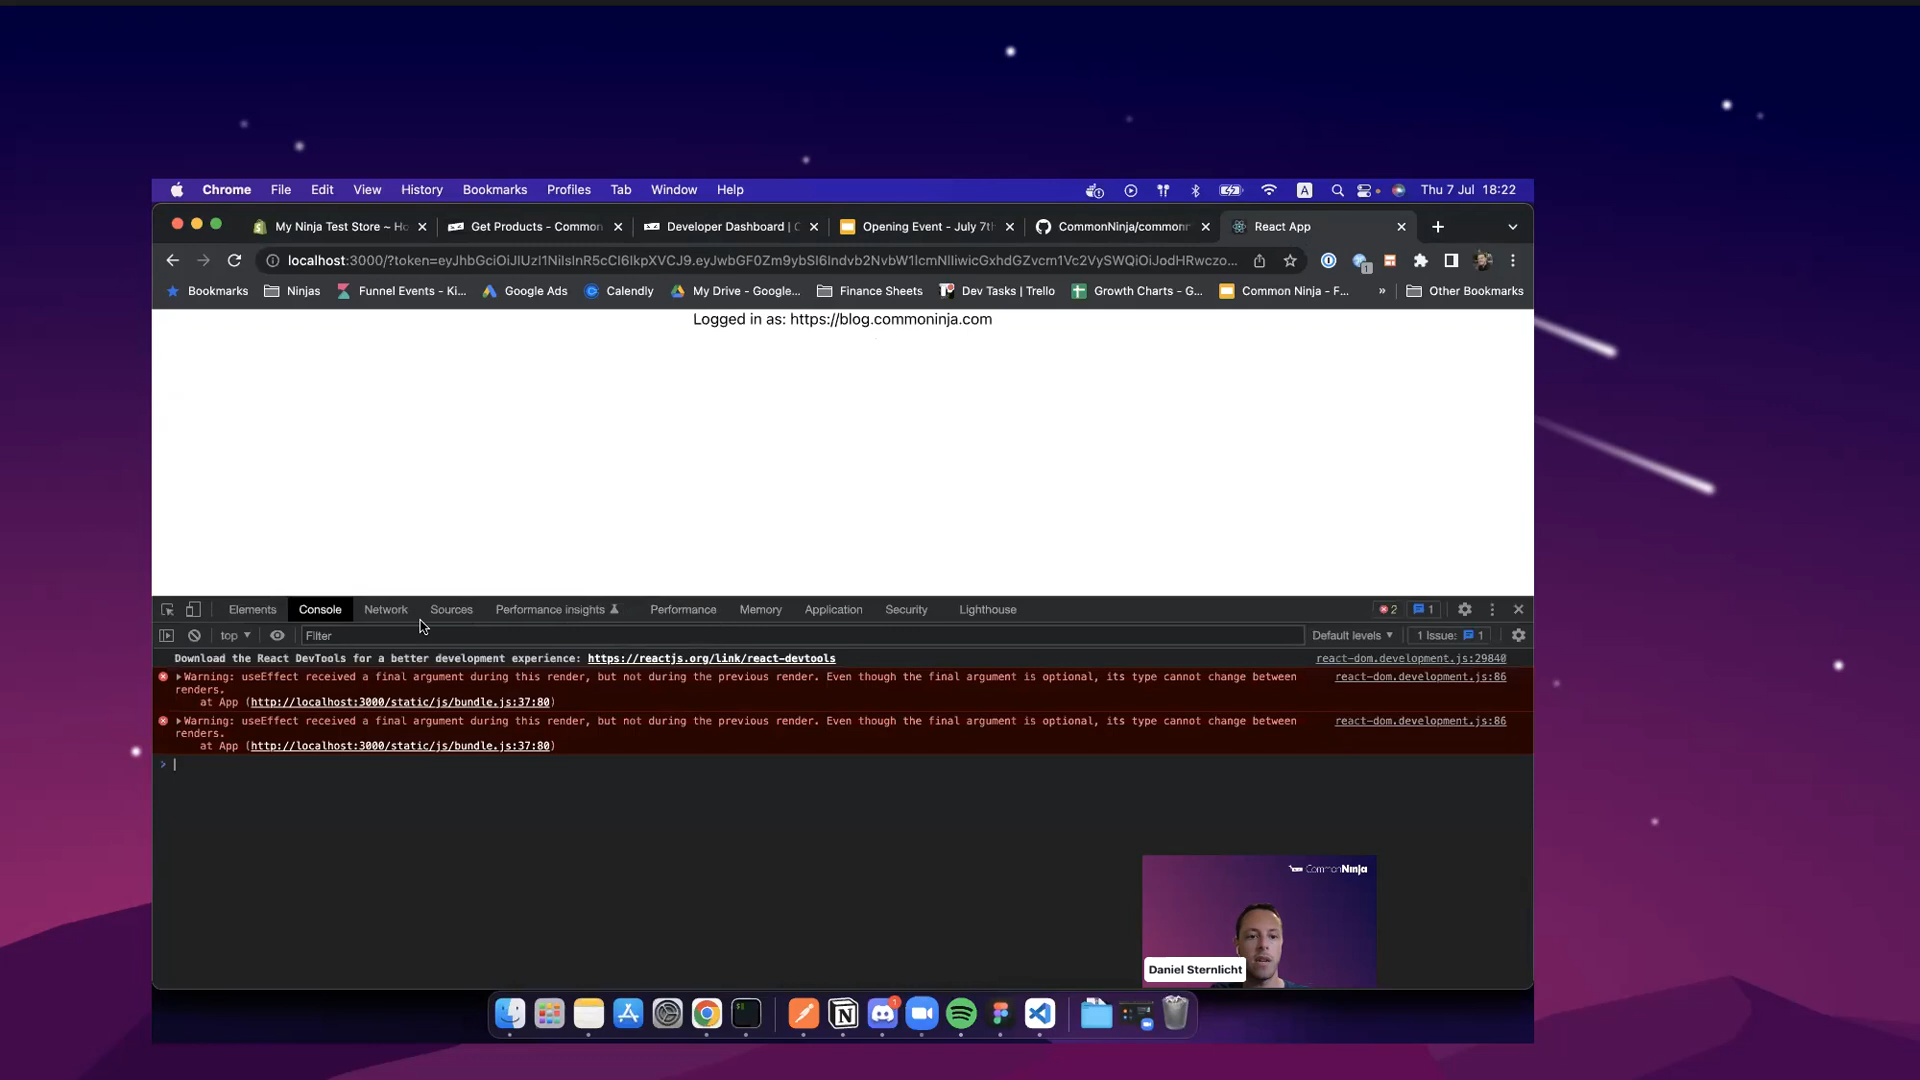 Chrome File Edit View History Bookmarks Profiles Tab Window Help A Thu 7 Jul 18:22
My Ninja Test Store ~ Ho Get Products - Common Developer Dashboard | C Opening Event - July 7th CommonNinja/commonn React App
localhost:3000/?token=
Bookmarks Ninjas Funnel Events - Ki... Google Ads Calendly My Drive - Google... Finance Sheets Dev Tasks | Trello Growth Charts - G... Common Ninja - F... » Other Bookmarks
Logged in as: https://blog.commoninja.com
Elements Console Network Sources Performance insights Performance Memory Application Security Lighthouse 2 1
top Filter Default levels 1 Issue: 1
Download the React DevTools for a better development experience: https://reactjs.org/link/react-devtools react-dom.development.js:29840
Warning: useEffect received a final argument during this render, but not during the previous render. Even though the final argument is optional, its type cannot change between react-dom.development.js:86
renders.
at App (http://localhost:3000/static/js/bundle.js:37:80)
Warning: useEffect received a final argument during this render, but not during the previous render. Even though the final argument is optional, its type cannot change between react-dom.development.js:86
renders.
at App (http://localhost:3000/static/js/bundle.js:37:80)
>
CommonNinja
Daniel Sternlicht